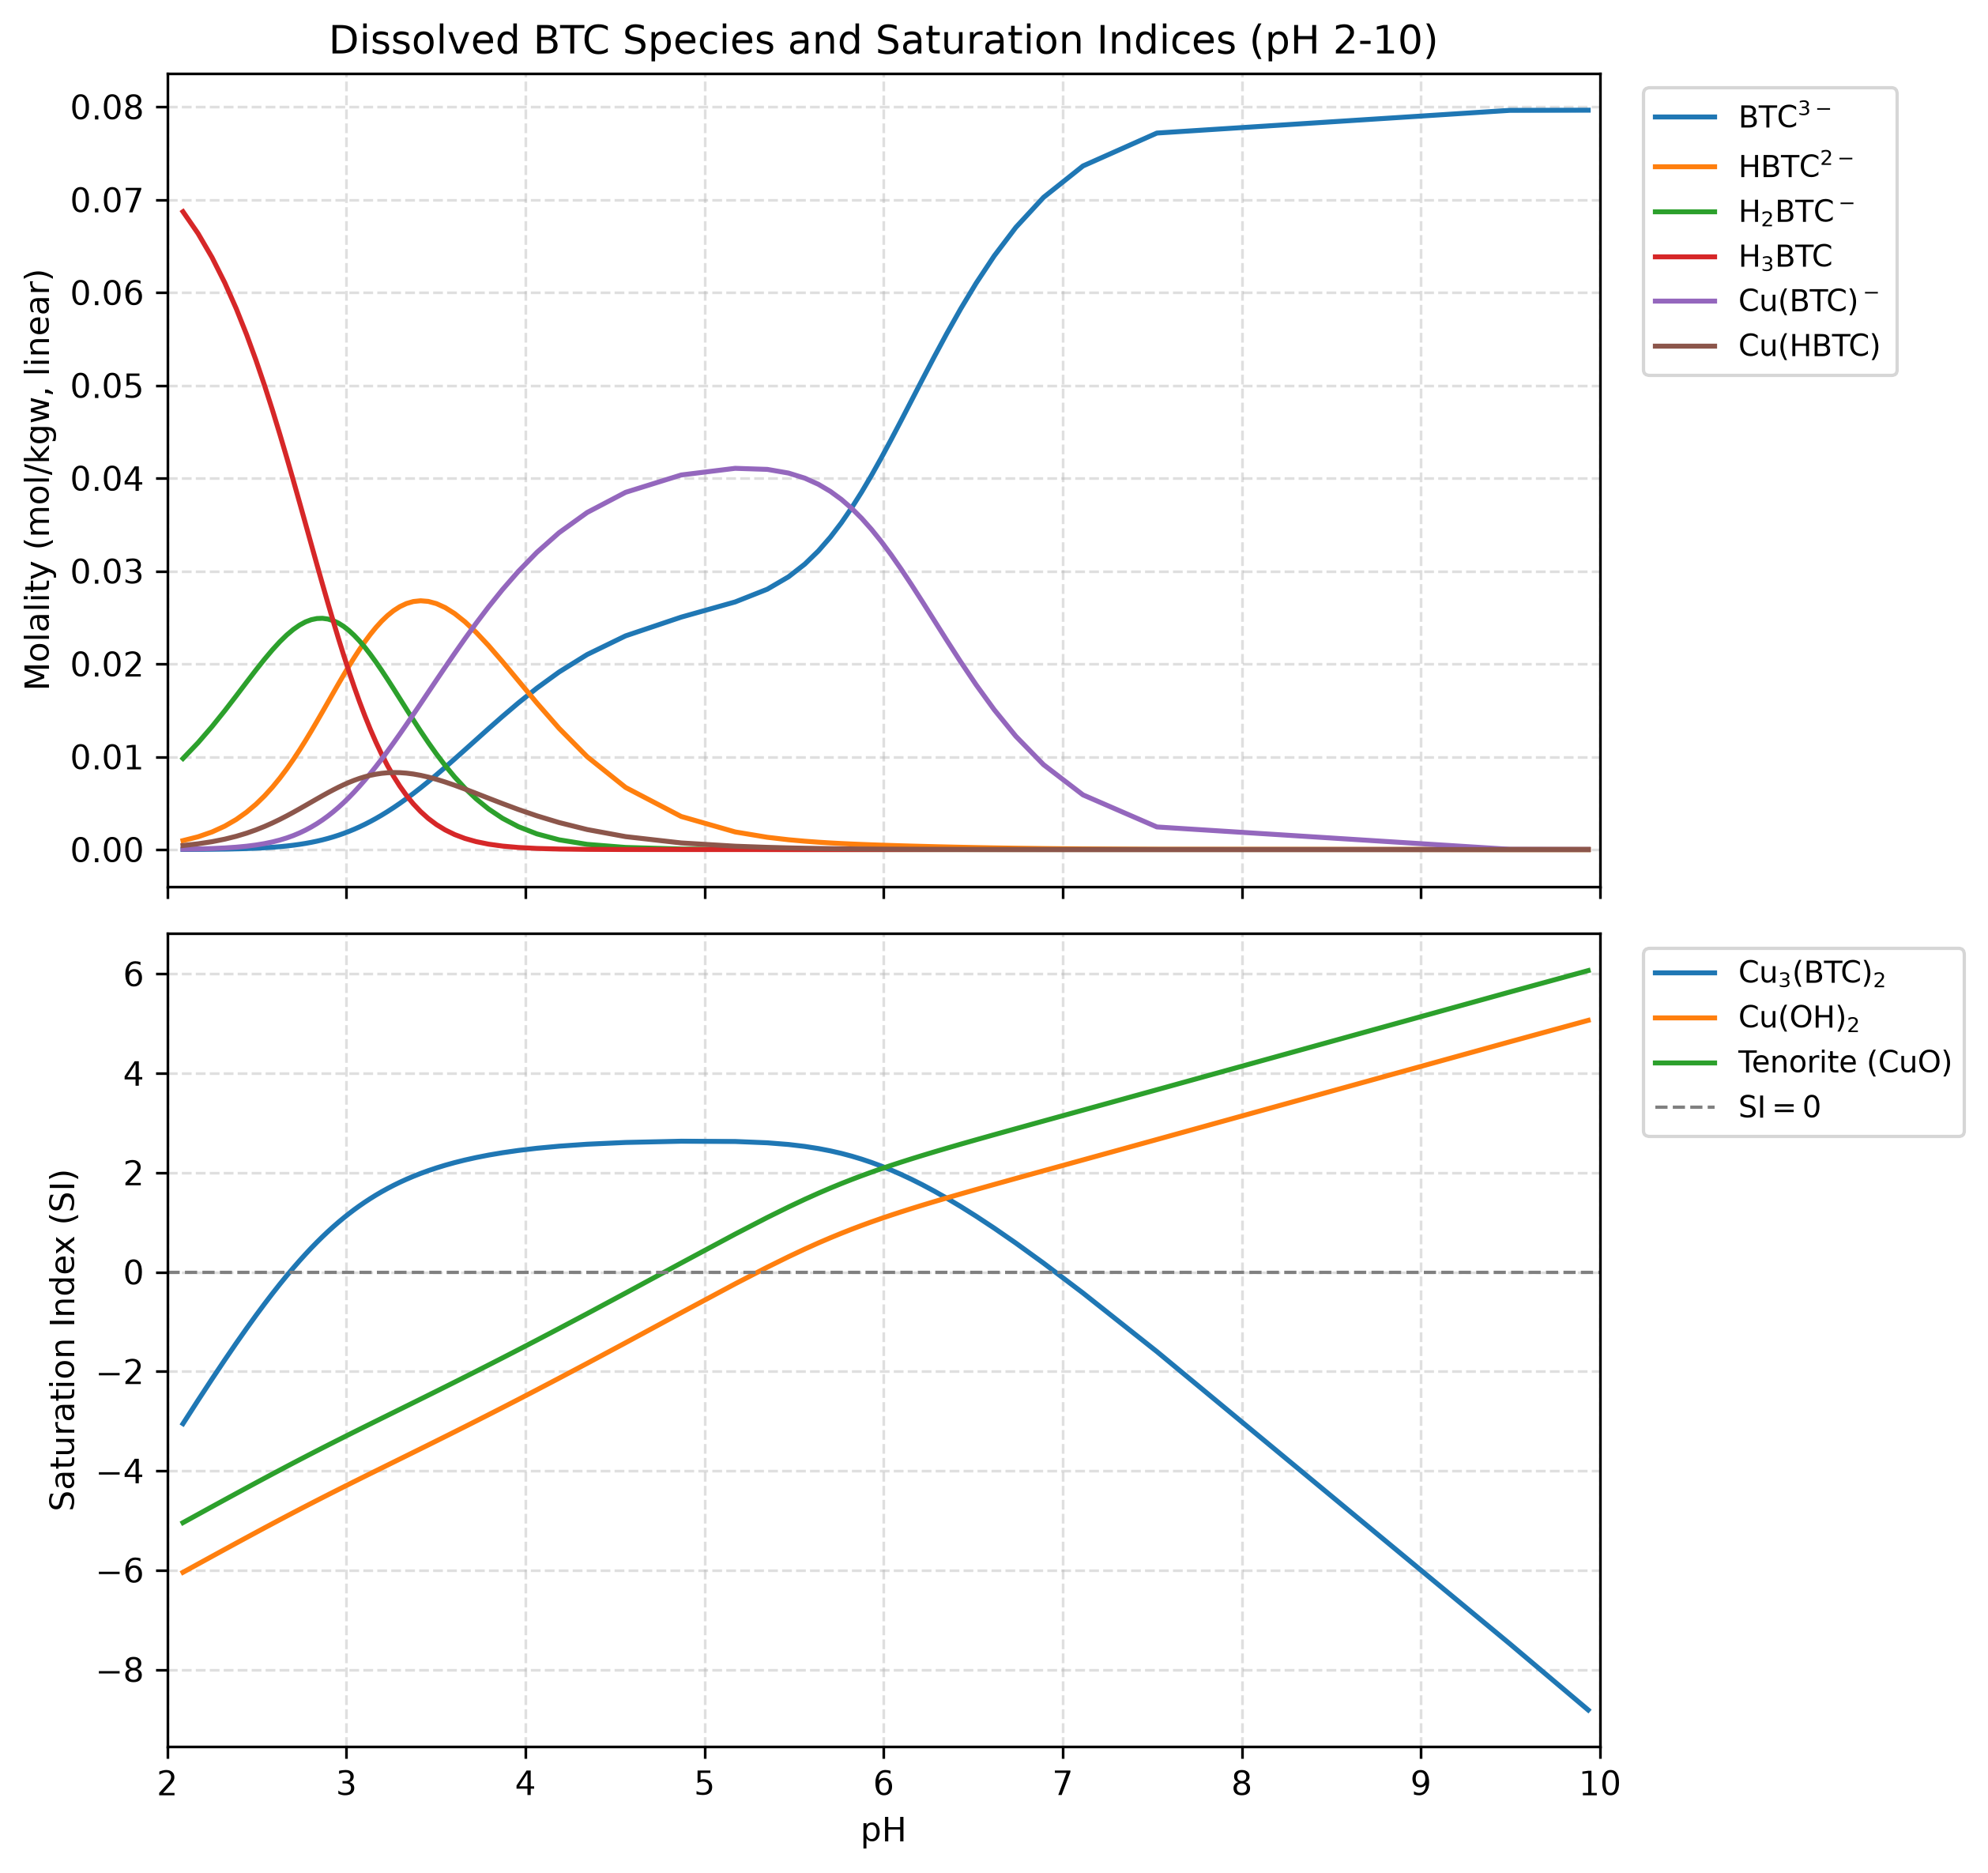 Dissolved BTC Species and Saturation Indices (pH 2-10)
Molality (mol/kgw, linear)
0.08
0.07
0.06
0.05
0.04
0.03
0.02
0.01
0.00
BTC³⁻
HBTC²⁻
H₂BTC⁻
H₃BTC
Cu(BTC)⁻
Cu(HBTC)
Saturation Index (SI)
6
4
2
0
−2
−4
−6
−8
Cu₃(BTC)₂
Cu(OH)₂
Tenorite (CuO)
SI = 0
2 3 4 5 6 7 8 9 10
pH